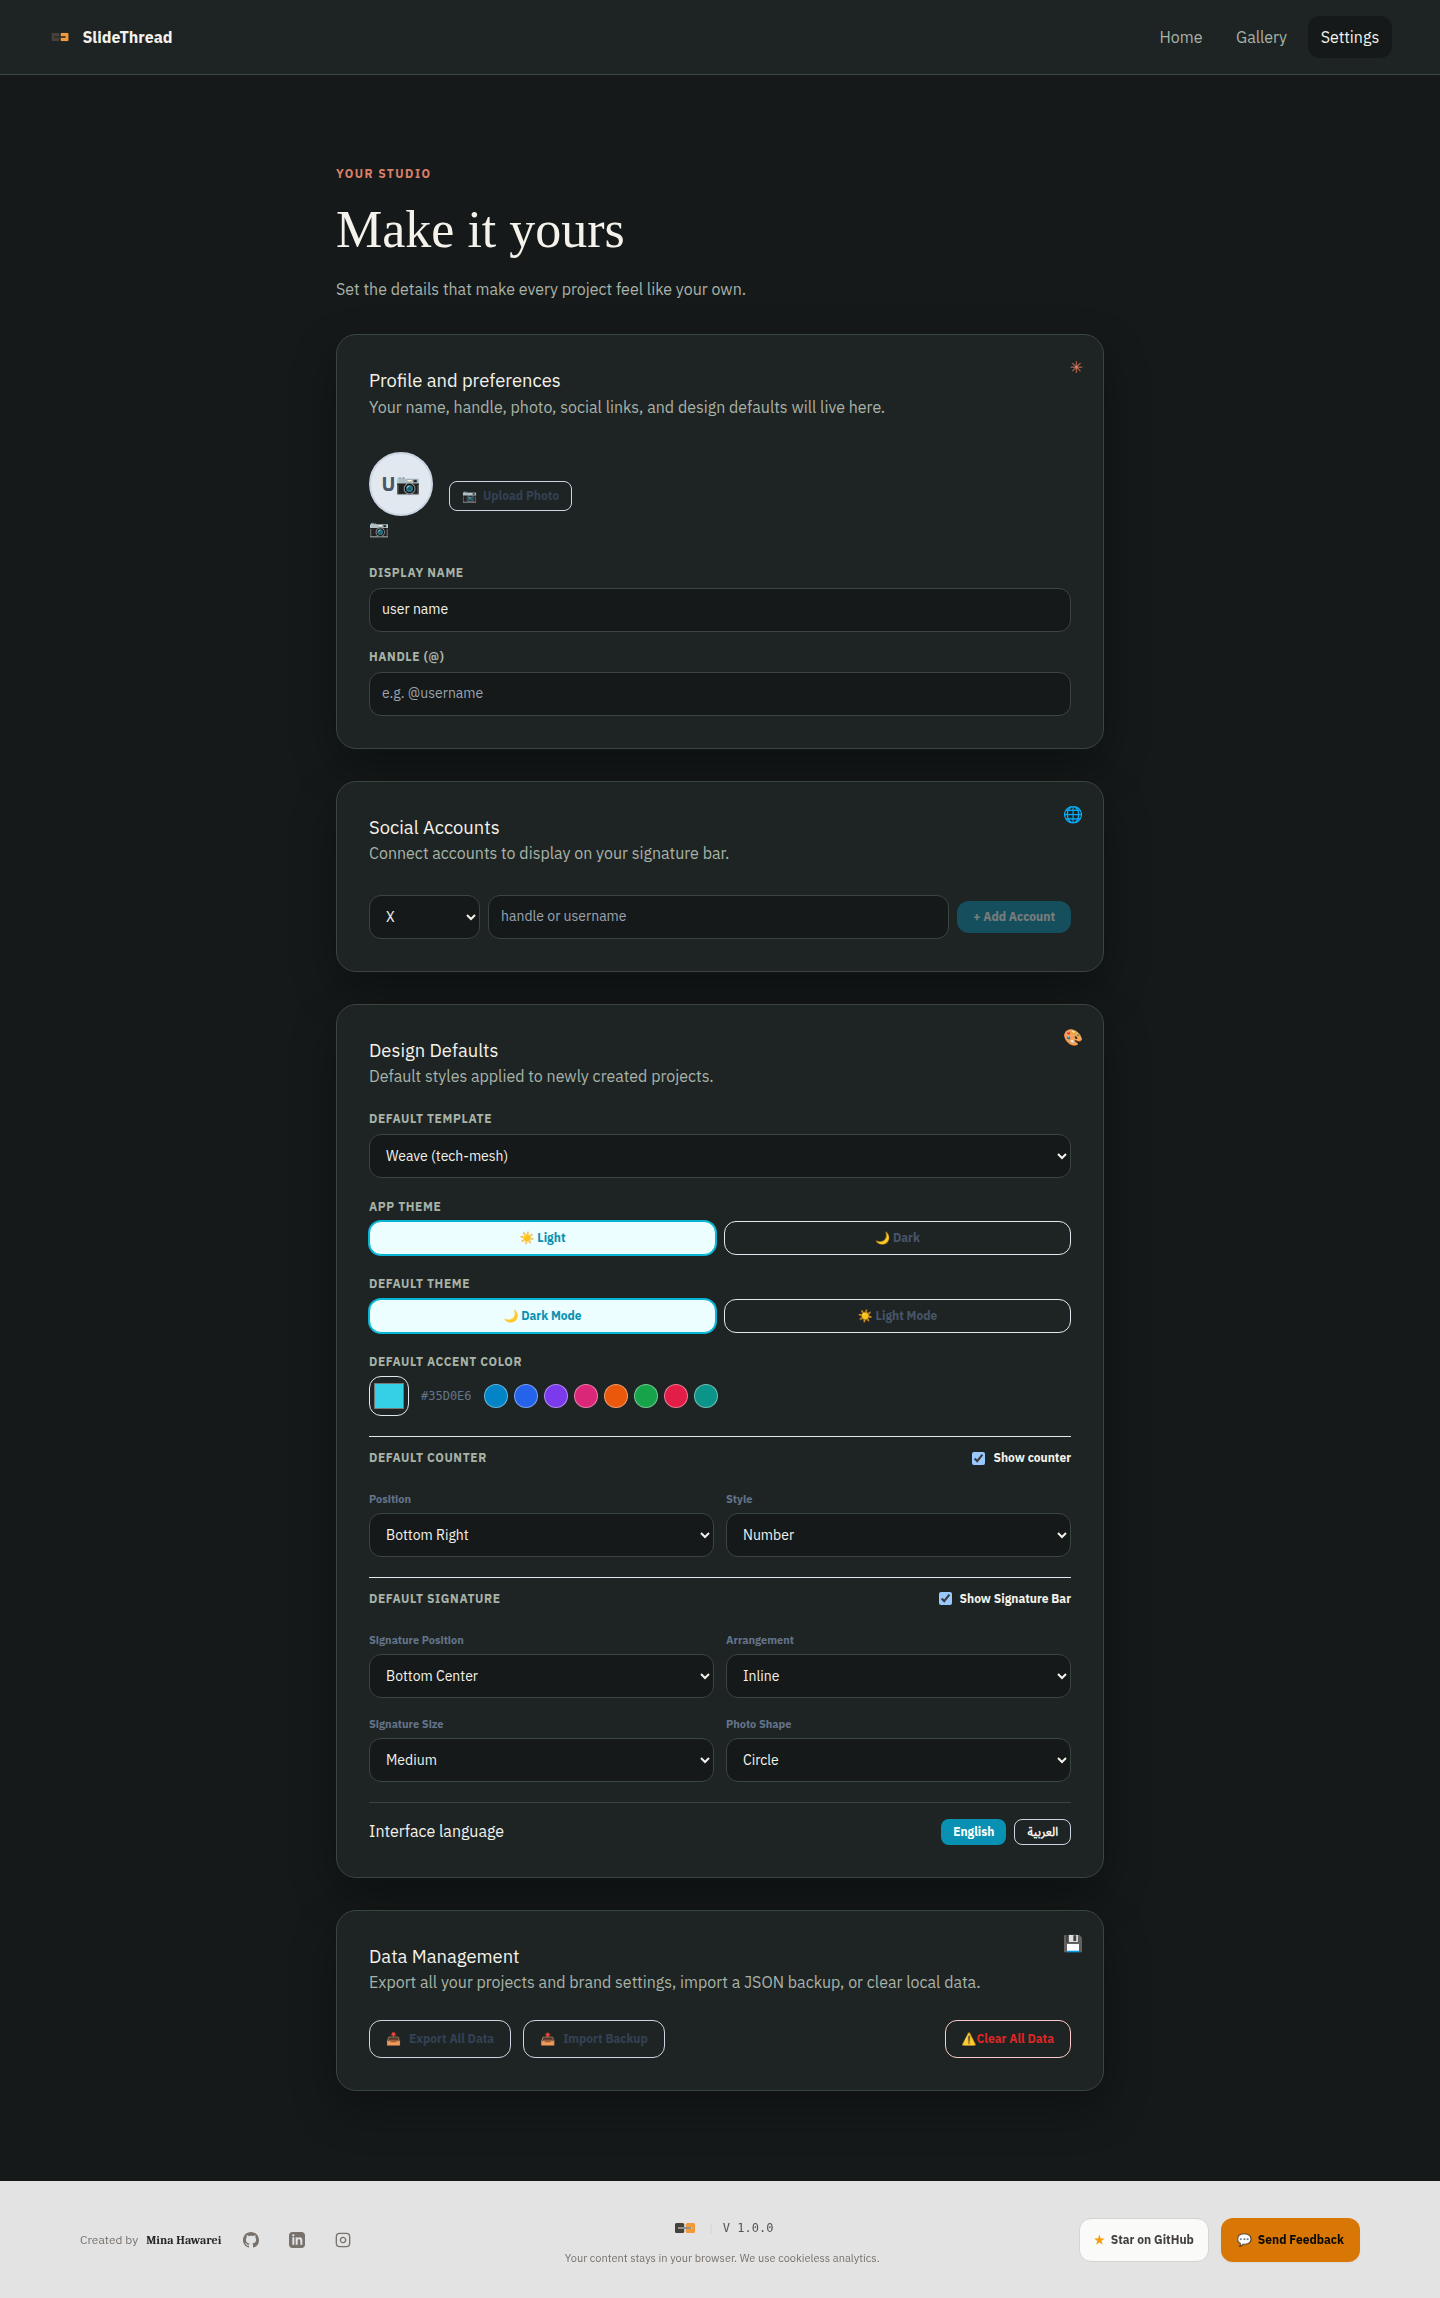 SlideThread
Home Gallery Settings
YOUR STUDIO
Make it yours
Set the details that make every project feel like your own.
Profile and preferences
Your name, handle, photo, social links, and design defaults will live here.
U📷
📷 Upload Photo
📷
DISPLAY NAME
user name
HANDLE (@)
e.g. @username
Social Accounts
Connect accounts to display on your signature bar.
X handle or username + Add Account
Design Defaults
Default styles applied to newly created projects.
DEFAULT TEMPLATE
Weave (tech-mesh)
APP THEME
☀️ Light 🌙 Dark
DEFAULT THEME
🌙 Dark Mode ☀️ Light Mode
DEFAULT ACCENT COLOR
#35D0E6
DEFAULT COUNTER Show counter
Position Style
Bottom Right Number
DEFAULT SIGNATURE Show Signature Bar
Signature Position Arrangement
Bottom Center Inline
Signature Size Photo Shape
Medium Circle
Interface language English العربية
Data Management
Export all your projects and brand settings, import a JSON backup, or clear local data.
📥 Export All Data 📤 Import Backup ⚠️Clear All Data
Created by Mina Hawarei
V 1.0.0
Your content stays in your browser. We use cookieless analytics.
★ Star on GitHub 💬 Send Feedback